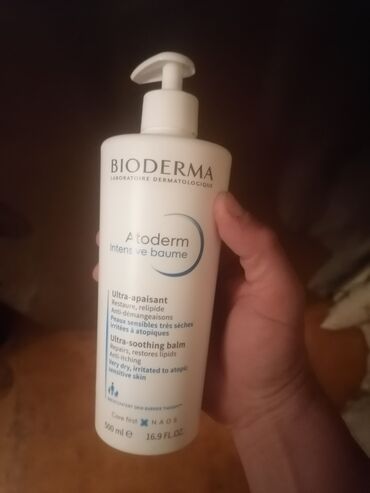 BIODERMA
LABORATOIRE DERMATOLOGIQUE
Atoderm
Intensive baume
Ultra-apaisant
Restaure, relipide
Anti-démangeaisons
Peaux sensibles très sèches
irritées à atopiques
Ultra-soothing balm
Repairs, restores lipids
Anti-itching
Very dry, irritated to atopic
sensitive skin
Care first NAOS
500 ml e 16.9 FL.OZ.